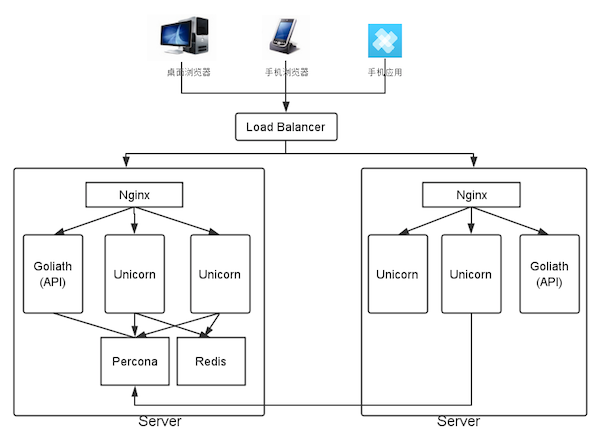 桌面浏览器
手机浏览器
手机应用
Load Balancer
Nginx
Goliath
(API)
Unicorn
Unicorn
Percona
Redis
Server
Nginx
Unicorn
Unicorn
Goliath
(API)
Server